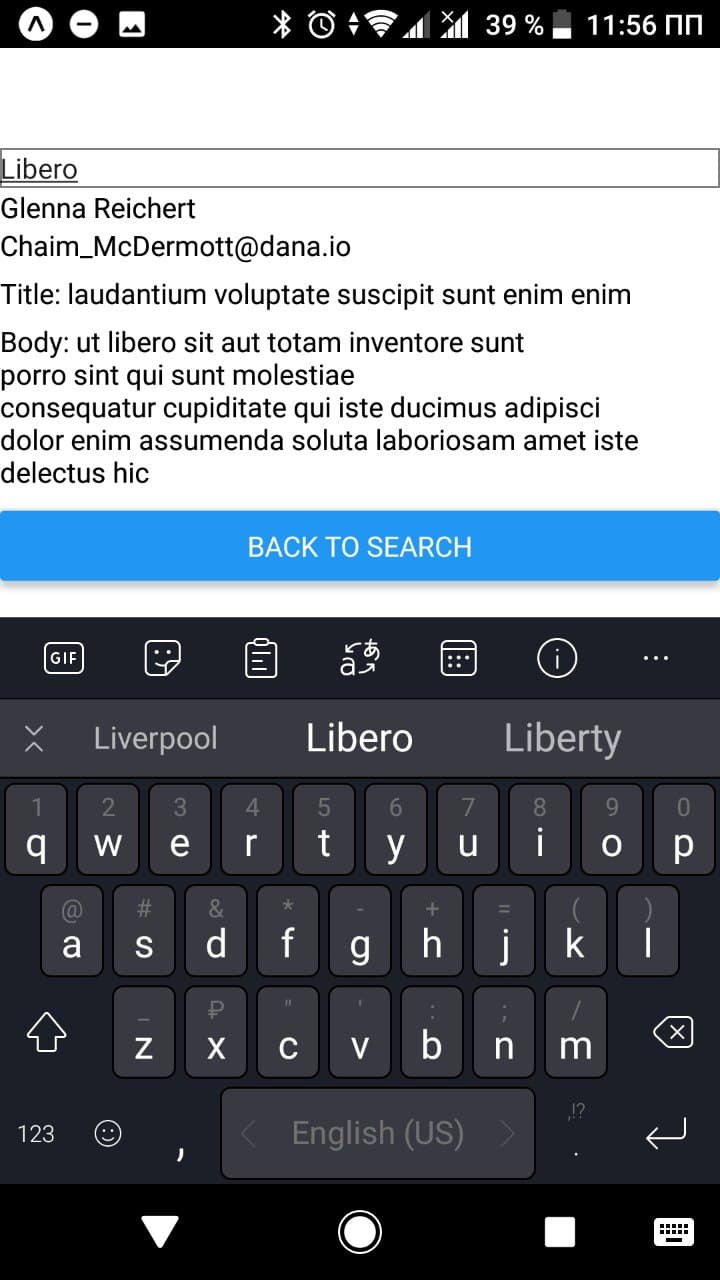 39 % 11:56 ПП
Libero
Glenna Reichert
Chaim_McDermott@dana.io
Title: laudantium voluptate suscipit sunt enim enim
Body: ut libero sit aut totam inventore sunt
porro sint qui sunt molestiae
consequatur cupiditate qui iste ducimus adipisci
dolor enim assumenda soluta laboriosam amet iste
delectus hic
BACK TO SEARCH
GIF a あ
Liverpool Libero Liberty
1 2 3 4 5 6 7 8 9 0
q w e r t y u i o p
@ # & * - + = ( )
a s d f g h j k l
_ ₽ " ' : ; /
z x c v b n m
123 , English (US) ,!? .